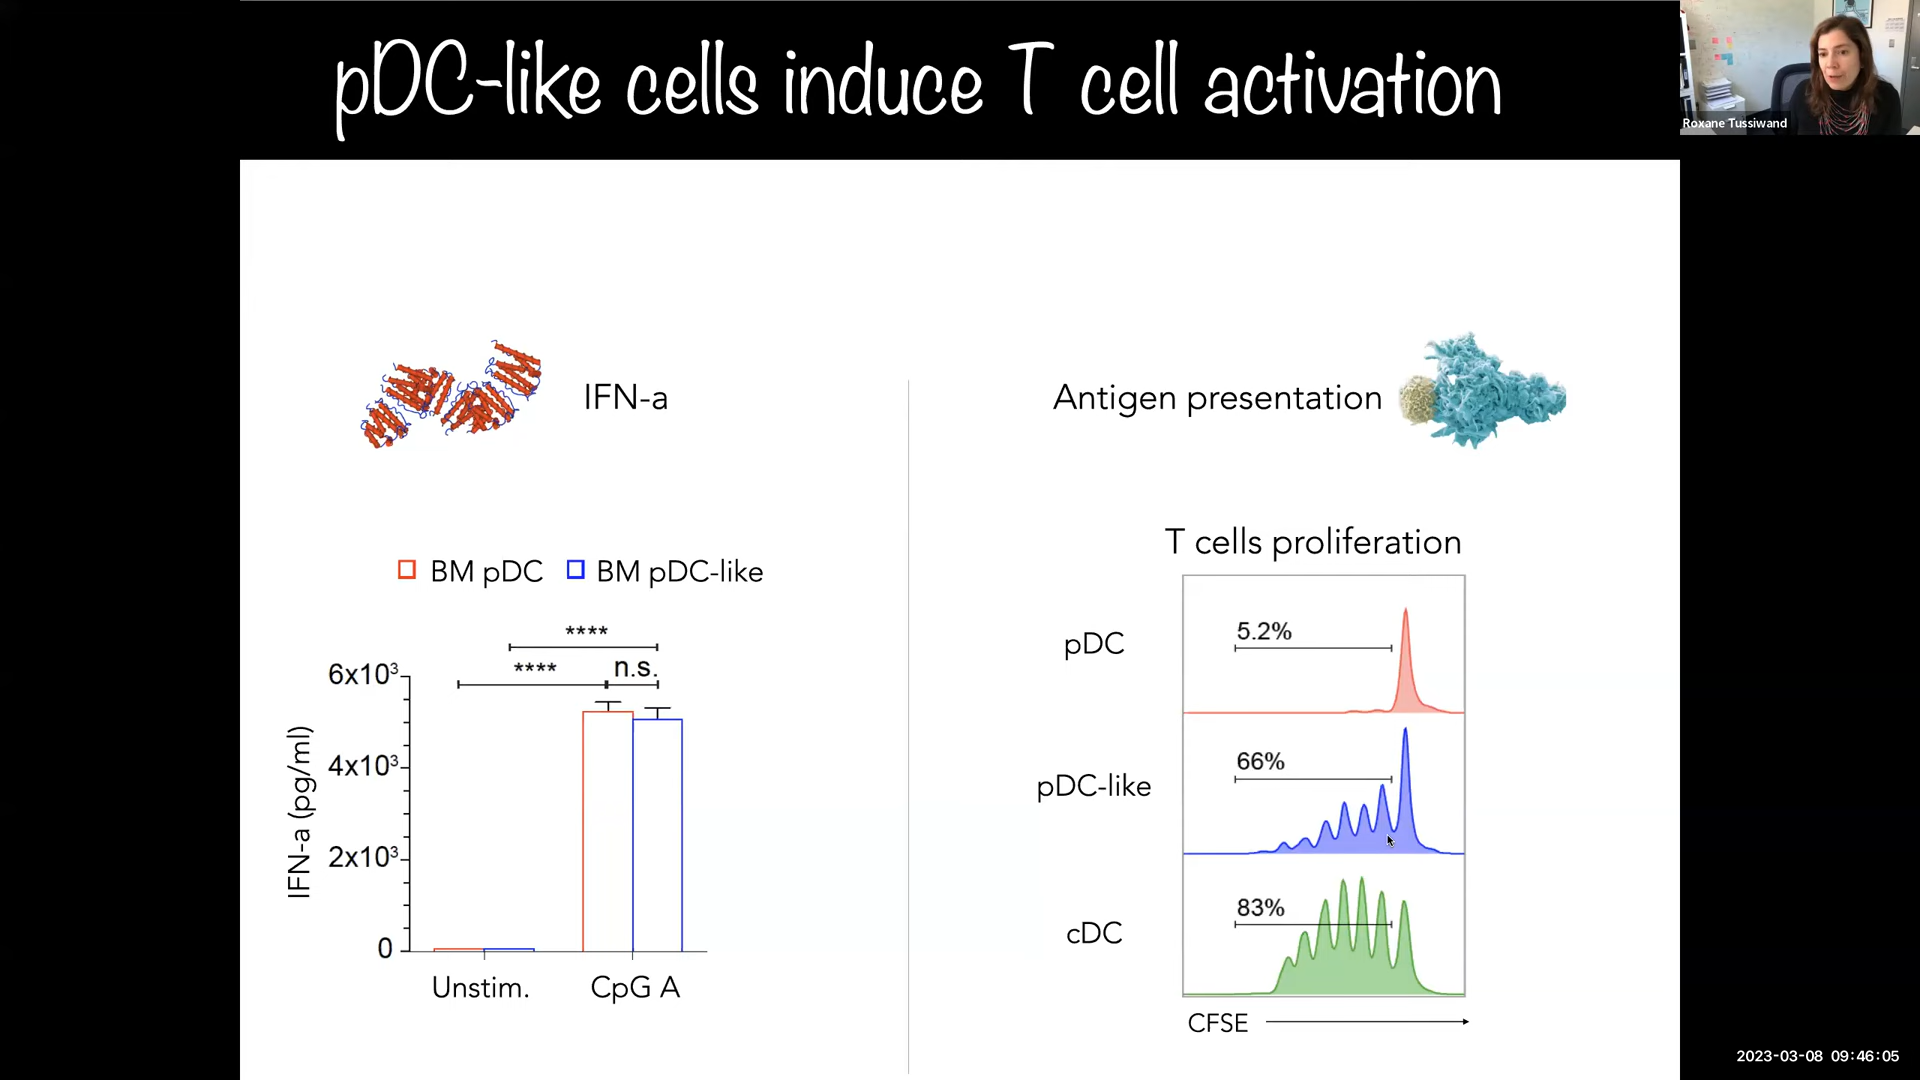 pDC-like cells induce T cell activation
Roxane Tussiwand
IFN-a
Antigen presentation
BM pDC
BM pDC-like
****
****
n.s.
6x10³
4x10³
2x10³
0
IFN-a (pg/ml)
Unstim.
CpG A
T cells proliferation
pDC
5.2%
pDC-like
66%
cDC
83%
CFSE
2023-03-08 09:46:05